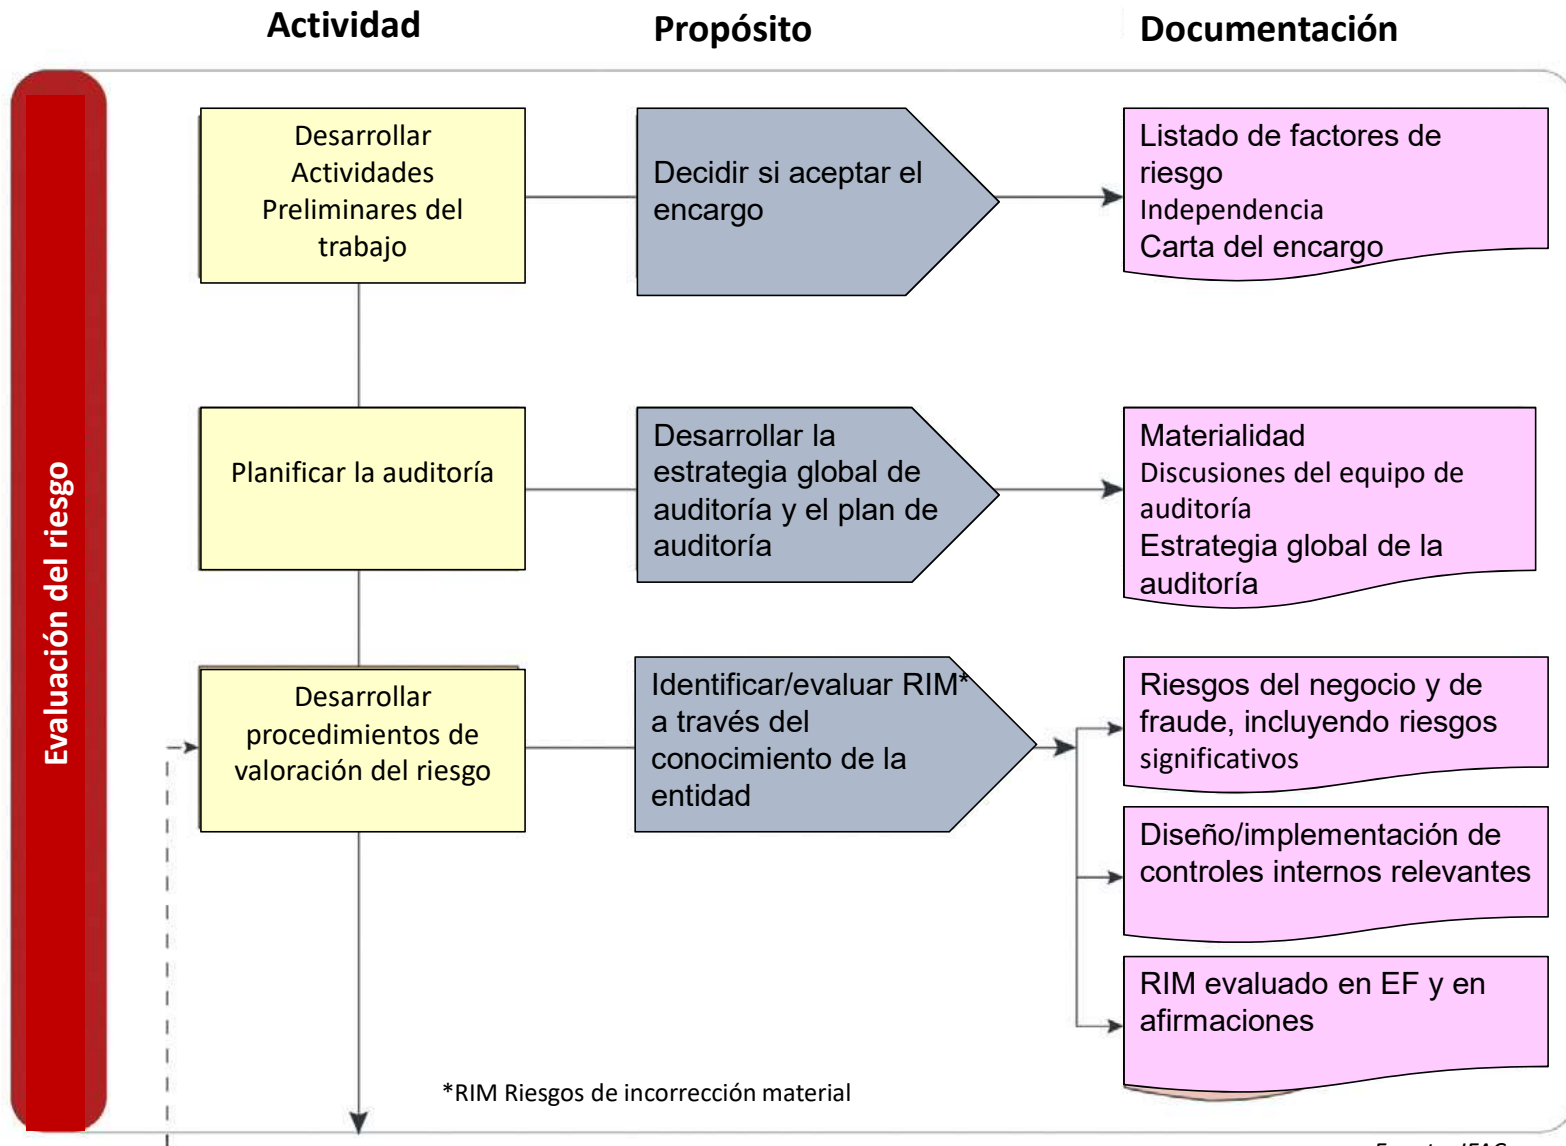 Actividad
Propósito
Documentación
Evaluación del riesgo
Desarrollar
Actividades
Preliminares del
trabajo
Decidir si aceptar el
encargo
Listado de factores de
riesgo
Independencia
Carta del encargo
Planificar la auditoría
Desarrollar la
estrategia global de
auditoría y el plan de
auditoría
Materialidad
Discusiones del equipo de
auditoría
Estrategia global de la
auditoría
Desarrollar
procedimientos de
valoración del riesgo
Identificar/evaluar RIM*
a través del
conocimiento de la
entidad
Riesgos del negocio y de
fraude, incluyendo riesgos
significativos
Diseño/implementación de
controles internos relevantes
RIM evaluado en EF y en
afirmaciones
*RIM Riesgos de incorrección material